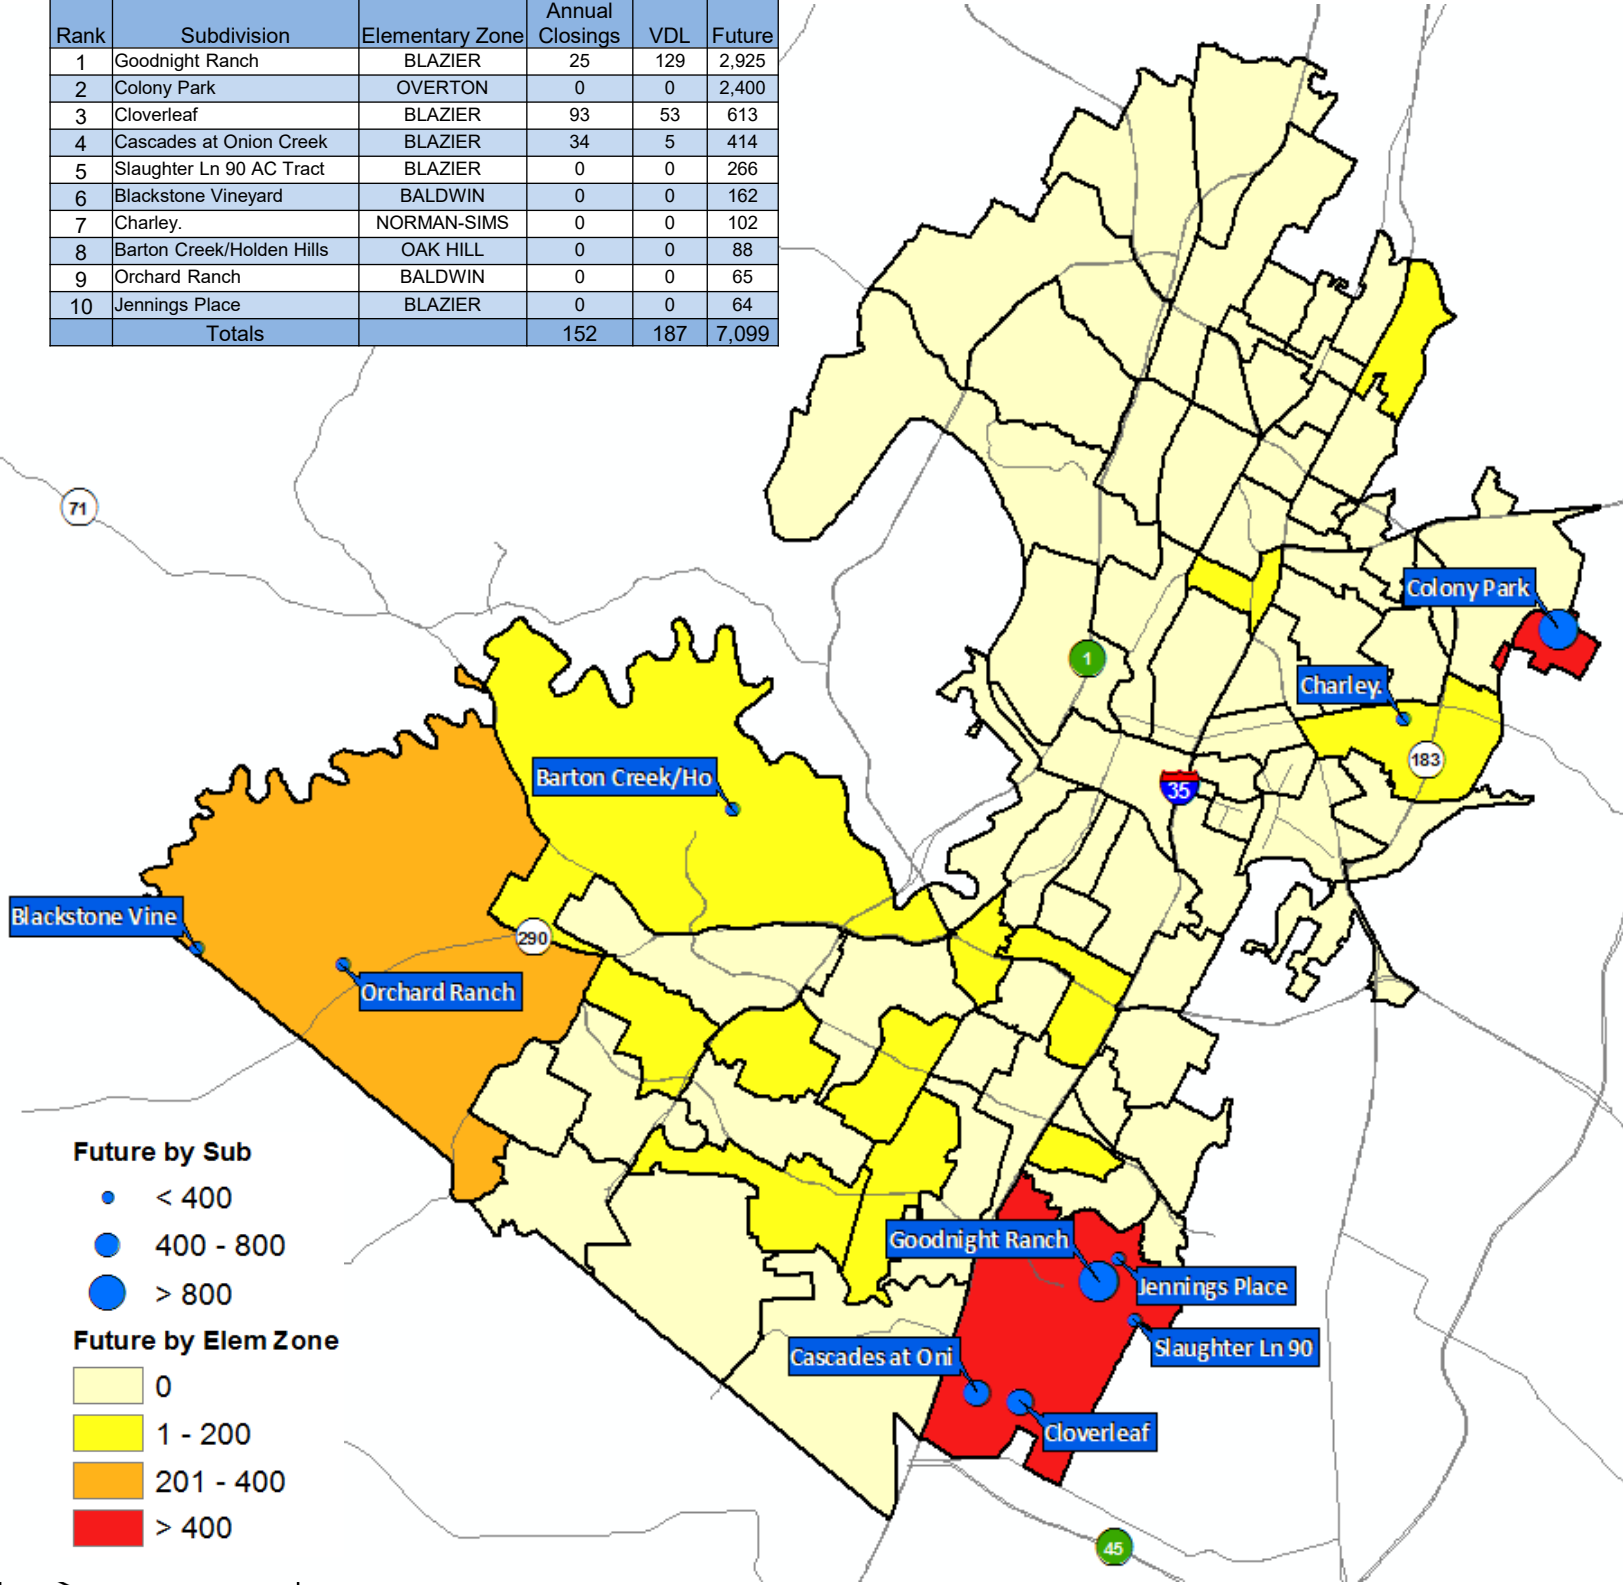 Annual
Rank Subdivision Elementary Zone Closings VDL Future
1 Goodnight Ranch BLAZIER 25 129 2,925
2 Colony Park OVERTON 0 0 2,400
3 Cloverleaf BLAZIER 93 53 613
4 Cascades at Onion Creek BLAZIER 34 5 414
5 Slaughter Ln 90 AC Tract BLAZIER 0 0 266
6 Blackstone Vineyard BALDWIN 0 0 162
7 Charley. NORMAN-SIMS 0 0 102
8 Barton Creek/Holden Hills OAK HILL 0 0 88
9 Orchard Ranch BALDWIN 0 0 65
10 Jennings Place BLAZIER 0 0 64
Totals 152 187 7,099
71
Colony Park
1
Charley.
183
Barton Creek/Ho
35
Blackstone Vine
290
Orchard Ranch
Goodnight Ranch
Jennings Place
Slaughter Ln 90
Cascades at Oni
Cloverleaf
45
Future by Sub
< 400
400 - 800
> 800
Future by Elem Zone
0
1 - 200
201 - 400
> 400